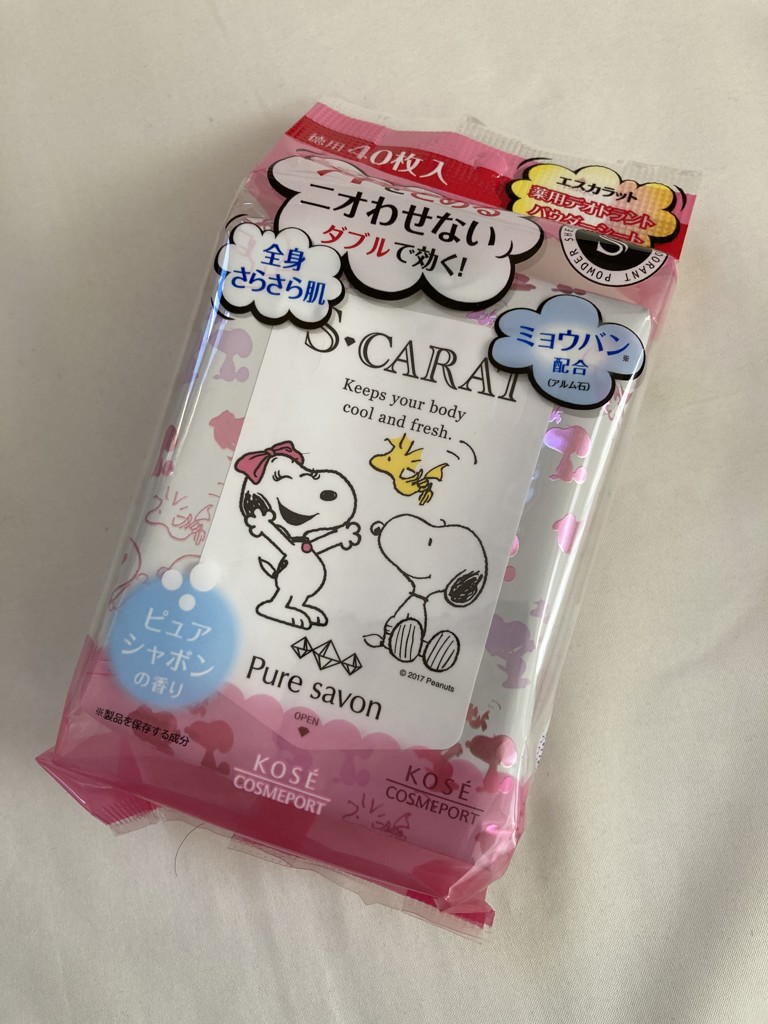 徳用 40枚入
エスカラット
薬用デオドラント
パウダーシート
ニオわせない
ダブルで効く!
全身
さらさら肌
S
ORANT POWDER SHE
ミョウバン※
配合
(アルム石)
S◆CARAT
Keeps your body
cool and fresh.
ピュア
シャボン
の香り
© 2017 Peanuts
Pure savon
※製品を保存する成分
OPEN
KOSÉ
COSMEPORT
KOSÉ
COSMEPORT